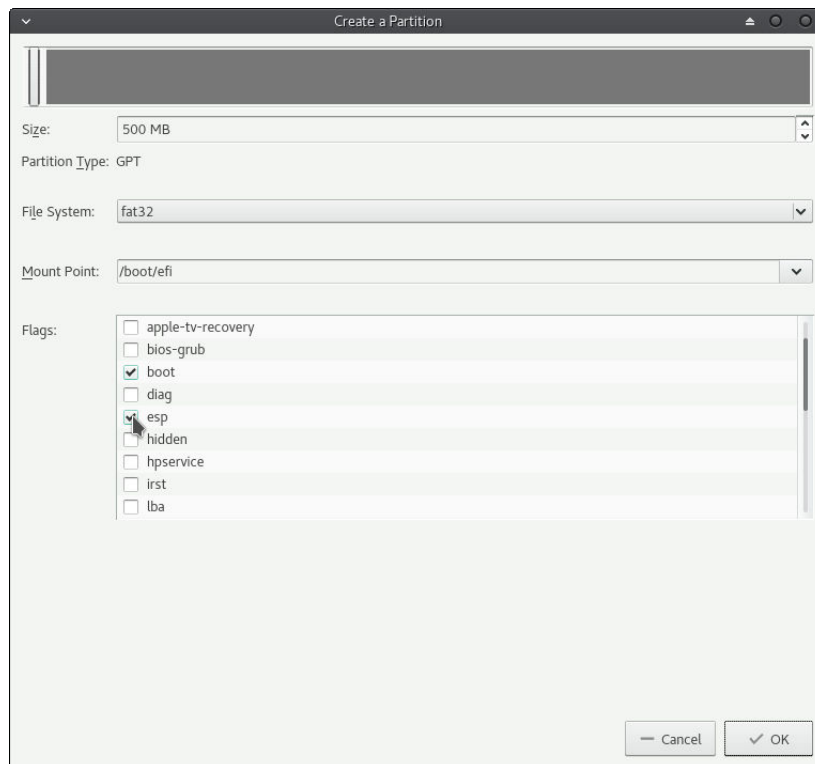 Create a Partition
Size: 500 MB
Partition Type: GPT
File System: fat32
Mount Point: /boot/efi
Flags: apple-tv-recovery
bios-grub
boot
diag
esp
hidden
hpservice
irst
lba
Cancel OK